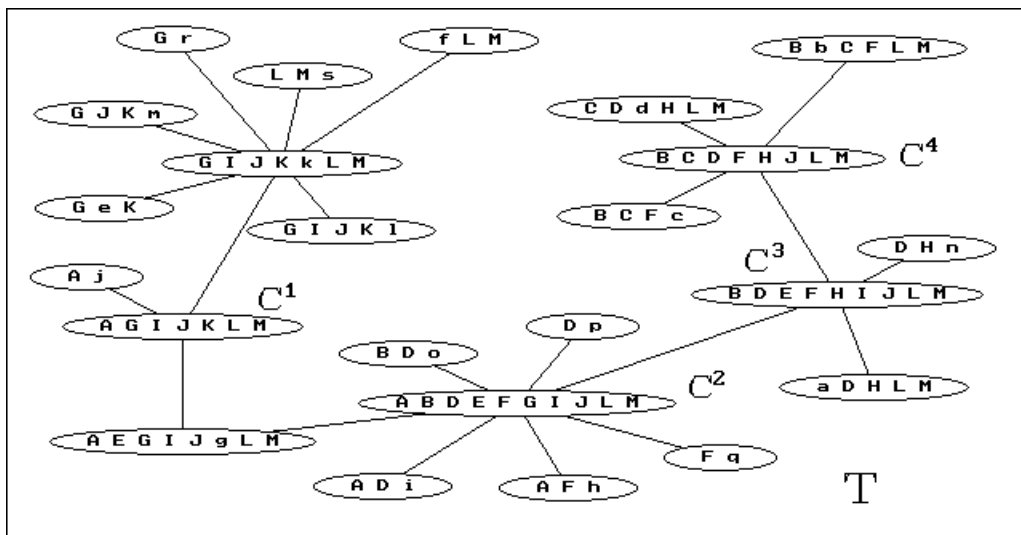 G r
f L M
B b C F L M
L M s
C D d H L M
G J K m
G I J K k L M
B C D F H J L M
C⁴
G e K
B C F c
G I J K l
D H n
A j
C¹
C³
B D E F H I J L M
A G I J K L M
D p
B D o
C²
a D H L M
A B D E F G I J L M
A E G I J g L M
F q
A D i
A F h
T